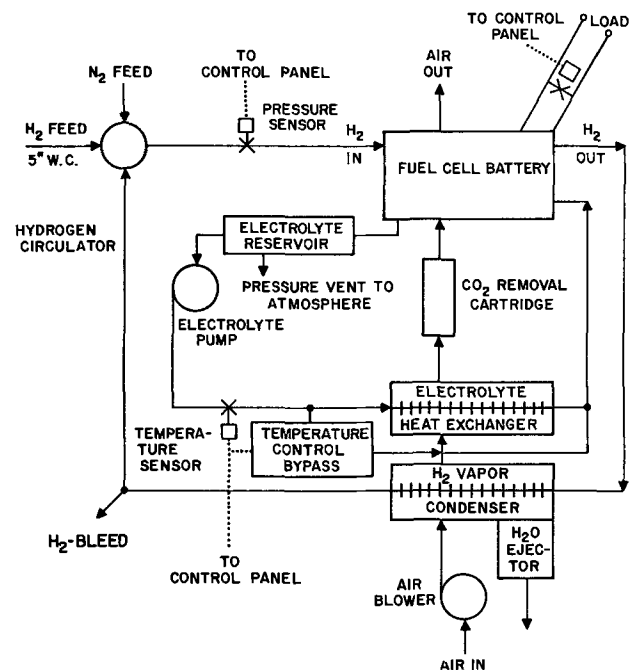 TO CONTROL
PANEL
LOAD
TO
CONTROL PANEL
AIR
OUT
N₂ FEED
PRESSURE
SENSOR
H₂ FEED
5" W.C.
H₂
IN
FUEL CELL BATTERY
H₂
OUT
HYDROGEN
CIRCULATOR
ELECTROLYTE
RESERVOIR
PRESSURE VENT TO
ATMOSPHERE
CO₂ REMOVAL
CARTRIDGE
ELECTROLYTE
PUMP
ELECTROLYTE
HEAT EXCHANGER
TEMPERA-
TURE
SENSOR
TEMPERATURE
CONTROL
BYPASS
H₂ VAPOR
CONDENSER
H₂-BLEED
H₂O
EJEC-
TOR
TO
CONTROL PANEL
AIR
BLOWER
AIR IN